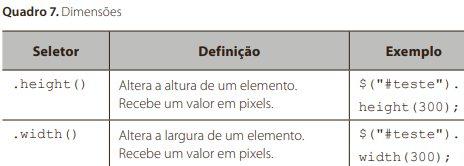 Quadro 7. Dimensões
Seletor Definição Exemplo
.height() Altera a altura de um elemento. $("#teste").
Recebe um valor em pixels. height(300);
.width() Altera a largura de um elemento. $("#teste").
Recebe um valor em pixels. width(300);